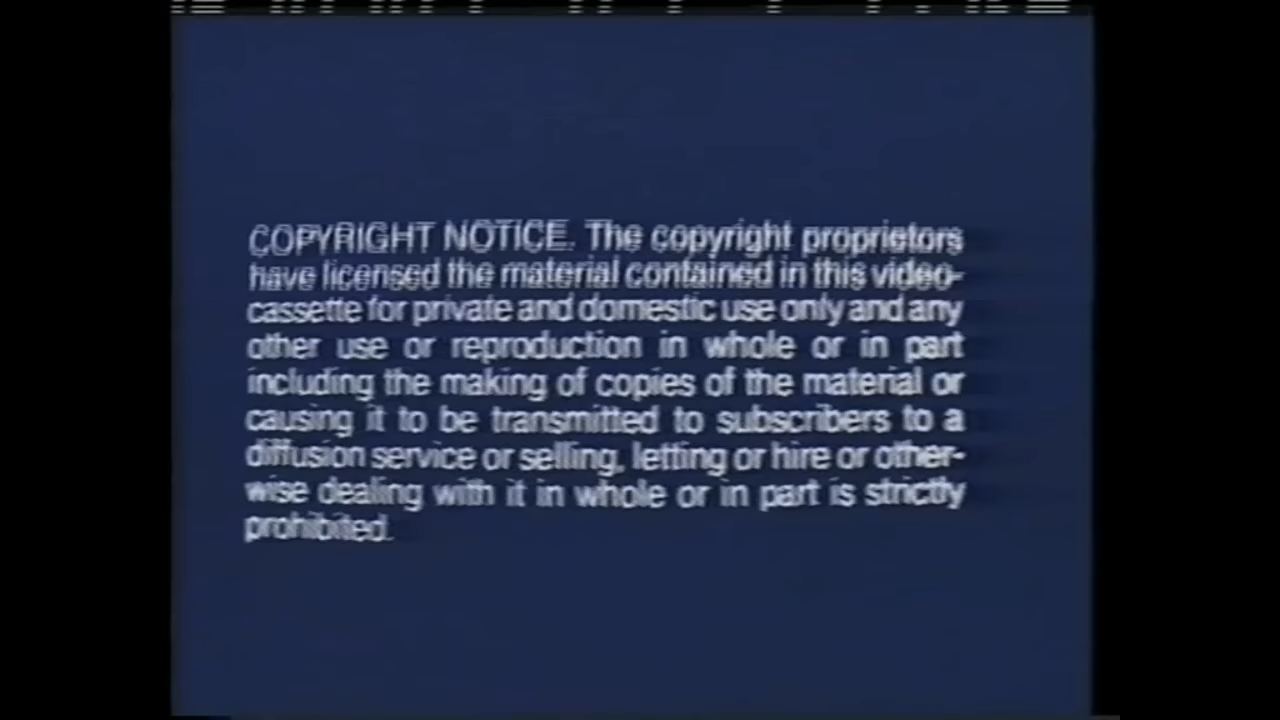 COPYRIGHT NOTICE. The copyright proprietors
have licensed the material contained in this video-
cassette for private and domestic use only and any
other use or reproduction in whole or in part
including the making of copies of the material or
causing it to be transmitted to subscribers to a
diffusion service or selling, letting or hire or other-
wise dealing with it in whole or in part is strictly
prohibited.